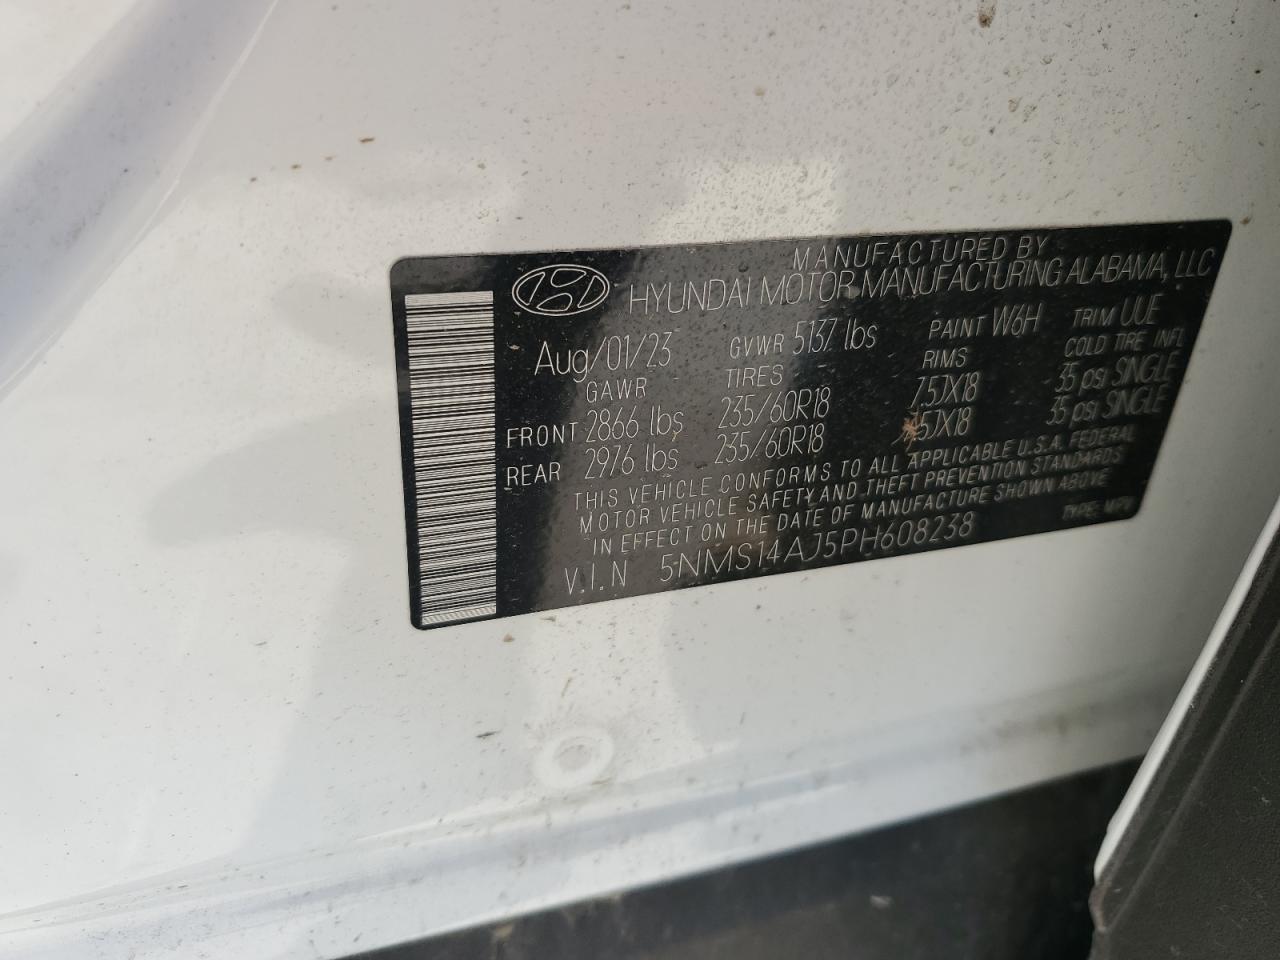 MANUFACTURED BY
HYUNDAI MOTOR MANUFACTURING ALABAMA, LLC
Aug/01/23 GVWR 5137 lbs PAINT W6H TRIM UUE
GAWR TIRES RIMS COLD TIRE INFL
FRONT 2866 lbs 235/60R18 7.5JX18 35 psi SINGLE
REAR 2976 lbs 235/60R18 5JX18 35 psi SINGLE
THIS VEHICLE CONFORMS TO ALL APPLICABLE U.S.A. FEDERAL
MOTOR VEHICLE SAFETY AND THEFT PREVENTION STANDARDS
IN EFFECT ON THE DATE OF MANUFACTURE SHOWN ABOVE
V.I.N 5NMS14AJ5PH608238 TYPE: MPV